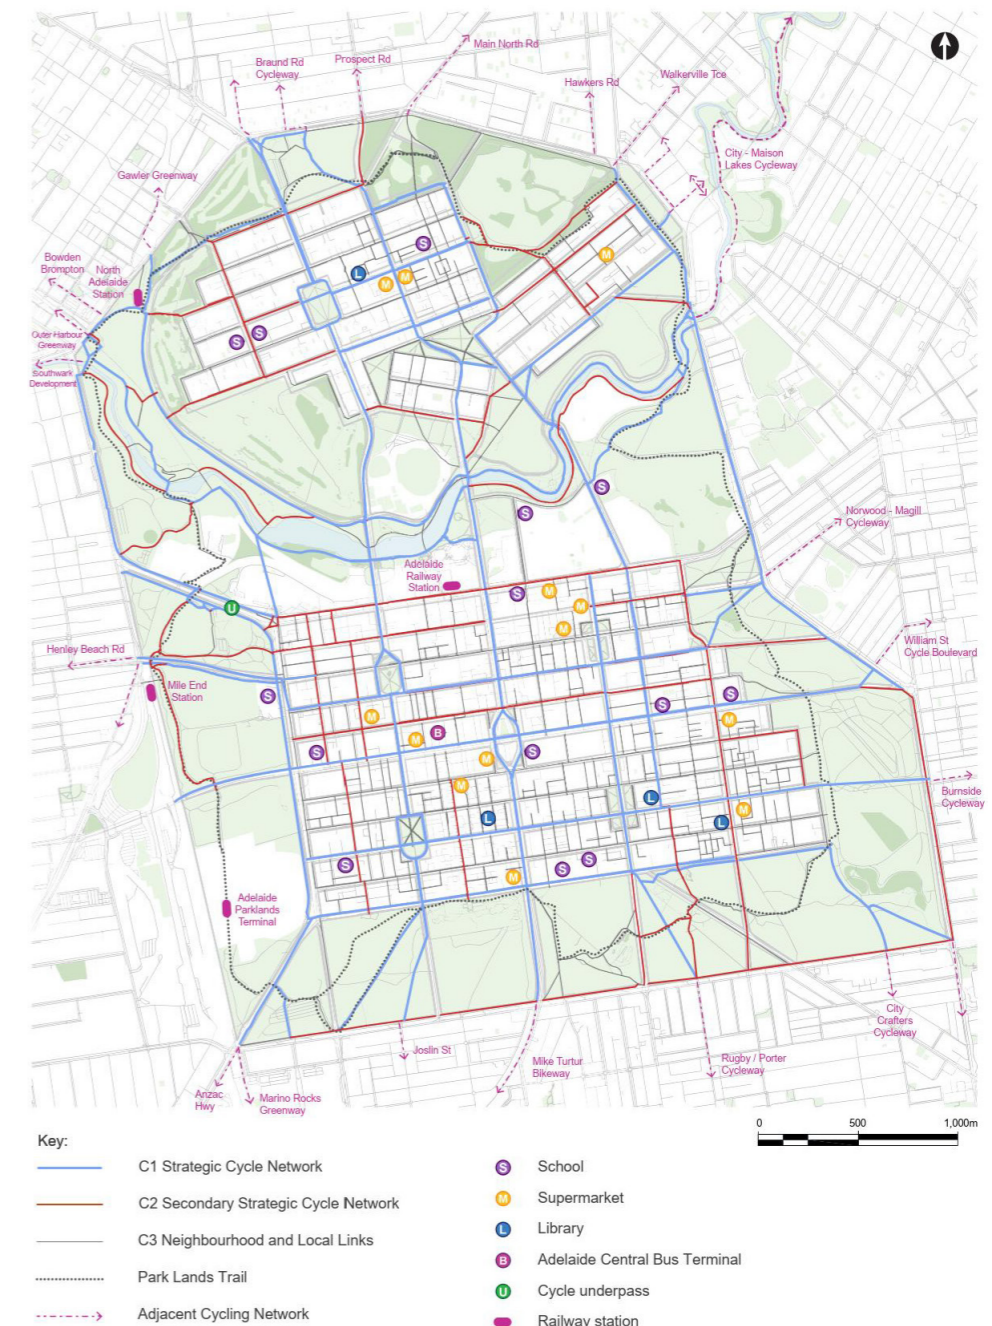 Main North Rd
Prospect Rd
Braund Rd
Cycleway
Walkerville Tce
Hawkers Rd
City - Maison
Lakes Cycleway
Gawler Greenway
Bowden
Brompton
North
Adelaide
Station
Outer Harbour
Greenway
Southwark
Development
S
L
M
M
M
S
S
S
S
Norwood - Magill
Cycleway
Adelaide
Railway
Station
S
M
M
M
U
Henley Beach Rd
William St
Cycle Boulevard
Mile End
Station
S
S
S
M
M
M
B
S
S
M
M
Burnside
Cycleway
L
L
L
M
S
S
S
M
Adelaide
Parklands
Terminal
City
Crafters
Cycleway
Joslin St
Mike Turtur
Bikeway
Rugby / Porter
Cycleway
Anzac
Hwy
Marino Rocks
Greenway
0 500 1,000m
Key:
C1 Strategic Cycle Network
C2 Secondary Strategic Cycle Network
C3 Neighbourhood and Local Links
Park Lands Trail
Adjacent Cycling Network
S School
M Supermarket
L Library
B Adelaide Central Bus Terminal
U Cycle underpass
Railway station